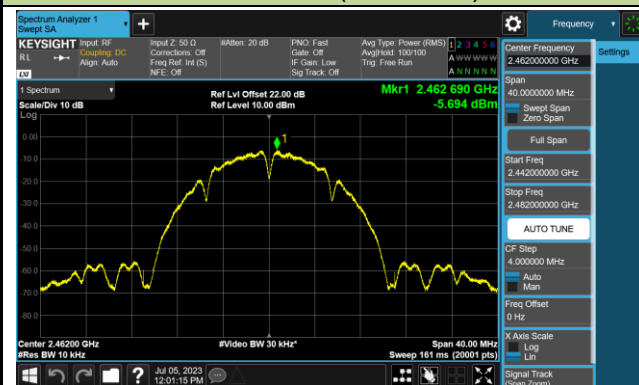 Spectrum Analyzer 1
Swept SA
Frequency
KEYSIGHT
RL
LXI
Input: RF
Coupling: DC
Align: Auto
Input Z: 50 Ω
Corrections: Off
Freq Ref: Int (S)
NFE: Off
#Atten: 20 dB
PNO: Fast
Gate: Off
IF Gain: Low
Sig Track: Off
Avg Type: Power (RMS)
Avg|Hold: 100/100
Trig: Free Run
1 2 3 4 5 6
A W W W W W
A N N N N N
Center Frequency
2.462000000 GHz
Settings
1 Spectrum
Scale/Div 10 dB
Log
Ref Lvl Offset 22.00 dB
Ref Level 10.00 dBm
Mkr1 2.462 690 GHz
-5.694 dBm
Span
40.0000000 MHz
Swept Span
Zero Span
Full Span
Start Freq
2.442000000 GHz
Stop Freq
2.482000000 GHz
AUTO TUNE
CF Step
4.000000 MHz
Auto
Man
Freq Offset
0 Hz
X Axis Scale
Log
Lin
Signal Track
(Span Zoom)
1
0.00
-10.0
-20.0
-30.0
-40.0
-50.0
-60.0
-70.0
-80.0
Center 2.46200 GHz
#Res BW 10 kHz
#Video BW 30 kHz*
Span 40.00 MHz
Sweep 161 ms (20001 pts)
Jul 05, 2023
12:01:15 PM